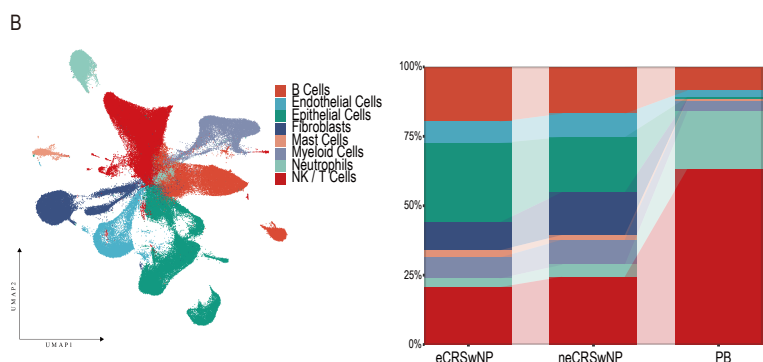 B
B Cells
Endothelial Cells
Epithelial Cells
Fibroblasts
Mast Cells
Myeloid Cells
Neutrophils
NK / T Cells
UMAP2
UMAP1
100%
75%
50%
25%
0%
eCRSwNP
neCRSwNP
PB